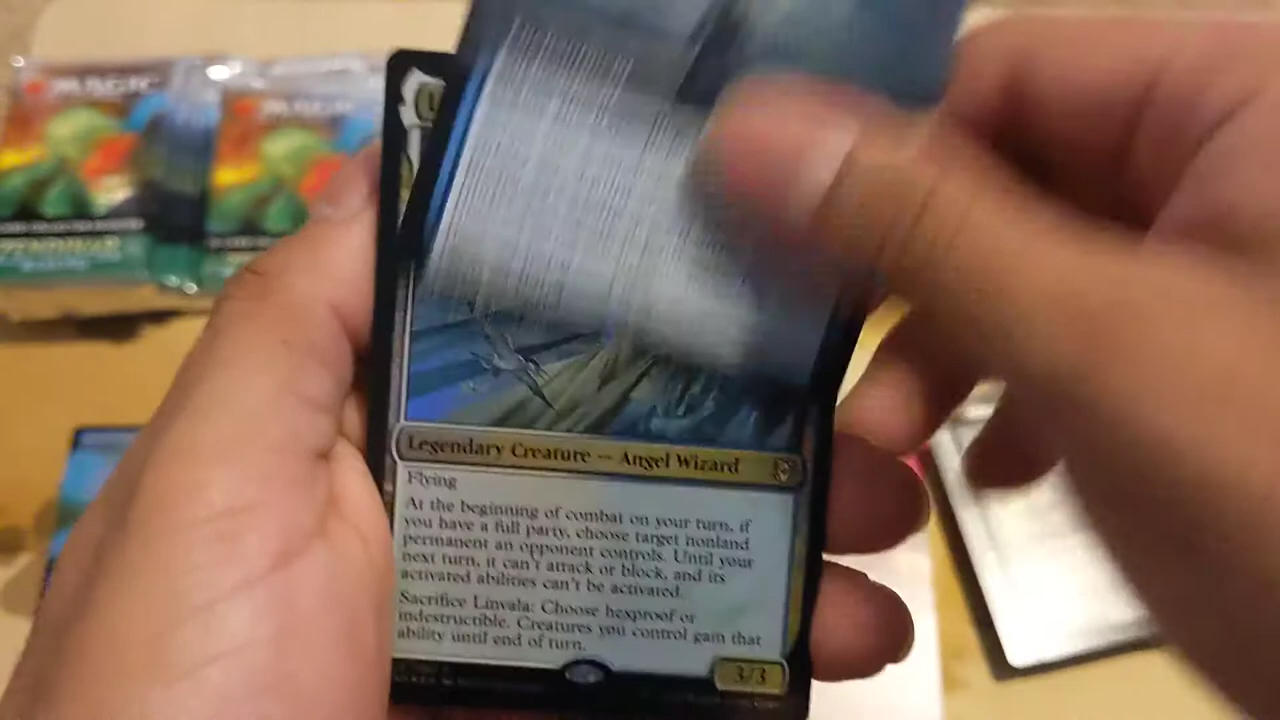 MAGIC
MAGIC
L
Legendary Creature — Angel Wizard
Flying
At the beginning of combat on your turn, if
you have a full party, choose target nonland
permanent an opponent controls. Until your
next turn, it can't attack or block, and its
activated abilities can't be activated.
Sacrifice Linvala: Choose hexproof or
indestructible. Creatures you control gain that
ability until end of turn.
3/3